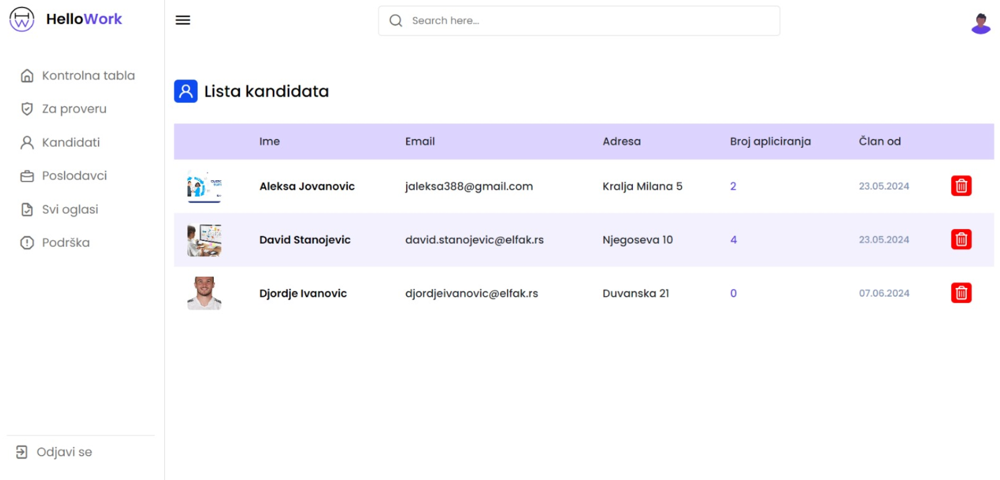 HelloWork
Search here...
Kontrolna tabla
Za proveru
Kandidati
Poslodavci
Svi oglasi
Podrška
Odjavi se
Lista kandidata
Ime Email Adresa Broj apliciranja Član od
Aleksa Jovanovic jaleksa388@gmail.com Kralja Milana 5 2 23.05.2024
David Stanojevic david.stanojevic@elfak.rs Njegoseva 10 4 23.05.2024
Djordje Ivanovic djordjeivanovic@elfak.rs Duvanska 21 0 07.06.2024